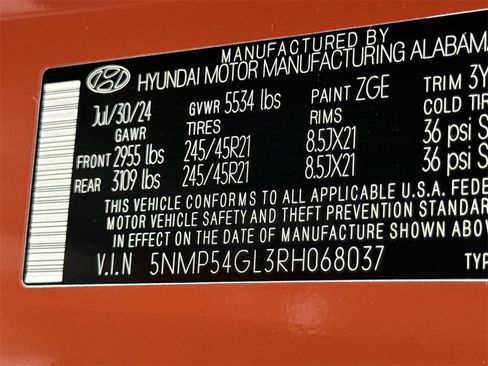 MANUFACTURED BY
HYUNDAI MOTOR MANUFACTURING ALABAMA
Jul/30/24 GVWR 5534 lbs PAINT ZGE TRIM 3Y
GAWR TIRES RIMS COLD TIR
FRONT 2955 lbs 245/45R21 8.5JX21 36 psi S
REAR 3109 lbs 245/45R21 8.5JX21 36 psi S
THIS VEHICLE CONFORMS TO ALL APPLICABLE U.S.A. FEDE
MOTOR VEHICLE SAFETY AND THEFT PREVENTION STANDAR
IN EFFECT ON THE DATE OF MANUFACTURE SHOWN ABOV
V.I.N 5NMP54GL3RH068037 TYP